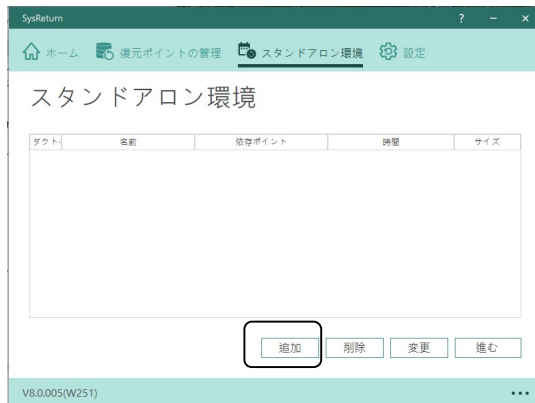 SysReturn
ホーム 復元ポイントの管理 スタンドアロン環境 設定
スタンドアロン環境
名前 依存ポイント 時間 サイズ
追加 削除 変更 進む
V8.0.005(W251)